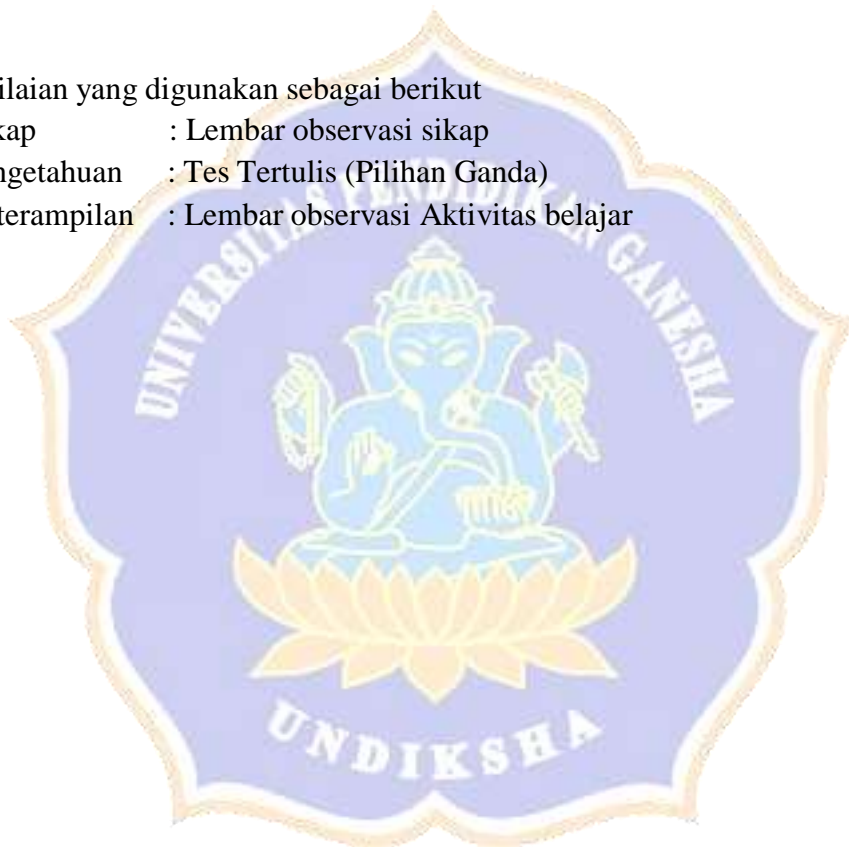 ilaian yang digunakan sebagai berikut
kap : Lembar observasi sikap
ngetahuan : Tes Tertulis (Pilihan Ganda)
terampilan : Lembar observasi Aktivitas belajar
UNIVERSITAS PENDIDIKAN GANESHA
UNDIKSHA